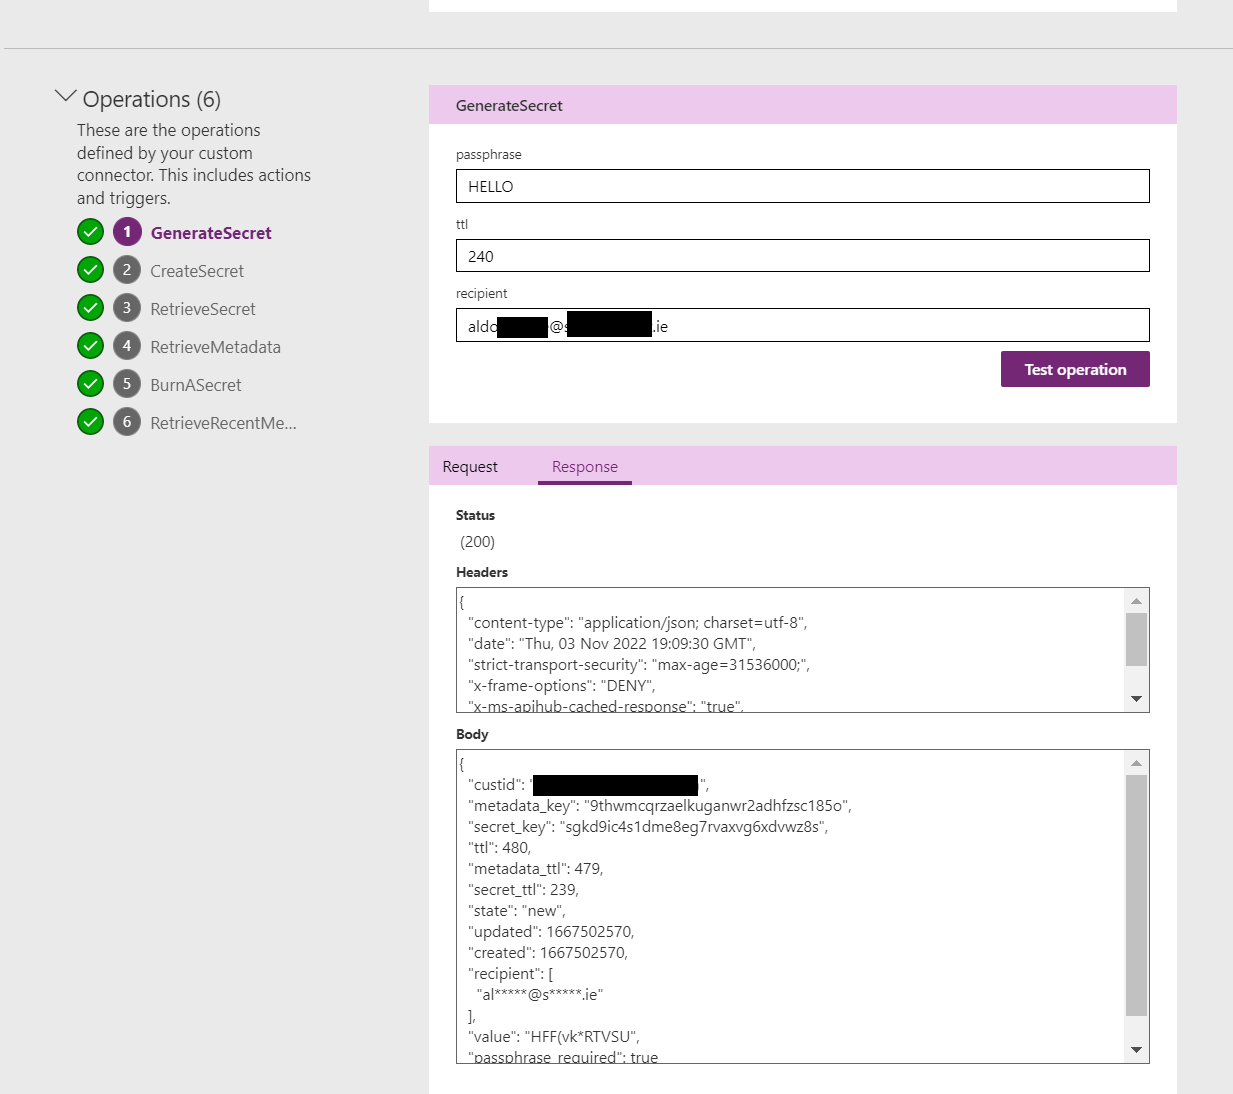 Operations (6)
These are the operations
defined by your custom
connector. This includes actions
and triggers.
1 GenerateSecret
2 CreateSecret
3 RetrieveSecret
4 RetrieveMetadata
5 BurnASecret
6 RetrieveRecentMe...
GenerateSecret
passphrase
HELLO
ttl
240
recipient
aldo @s .ie
Test operation
Request Response
Status
(200)
Headers
{
"content-type": "application/json; charset=utf-8",
"date": "Thu, 03 Nov 2022 19:09:30 GMT",
"strict-transport-security": "max-age=31536000;",
"x-frame-options": "DENY",
"x-ms-apihub-cached-response": "true",
Body
{
"custid": " ",
"metadata_key": "9thwmcqrzaelkuganwr2adhfzsc185o",
"secret_key": "sgkd9ic4s1dme8eg7rvaxvg6xdvwz8s",
"ttl": 480,
"metadata_ttl": 479,
"secret_ttl": 239,
"state": "new",
"updated": 1667502570,
"created": 1667502570,
"recipient": [
"al*****@s*****.ie"
],
"value": "HFF(vk*RTVSU",
"passphrase_required": true